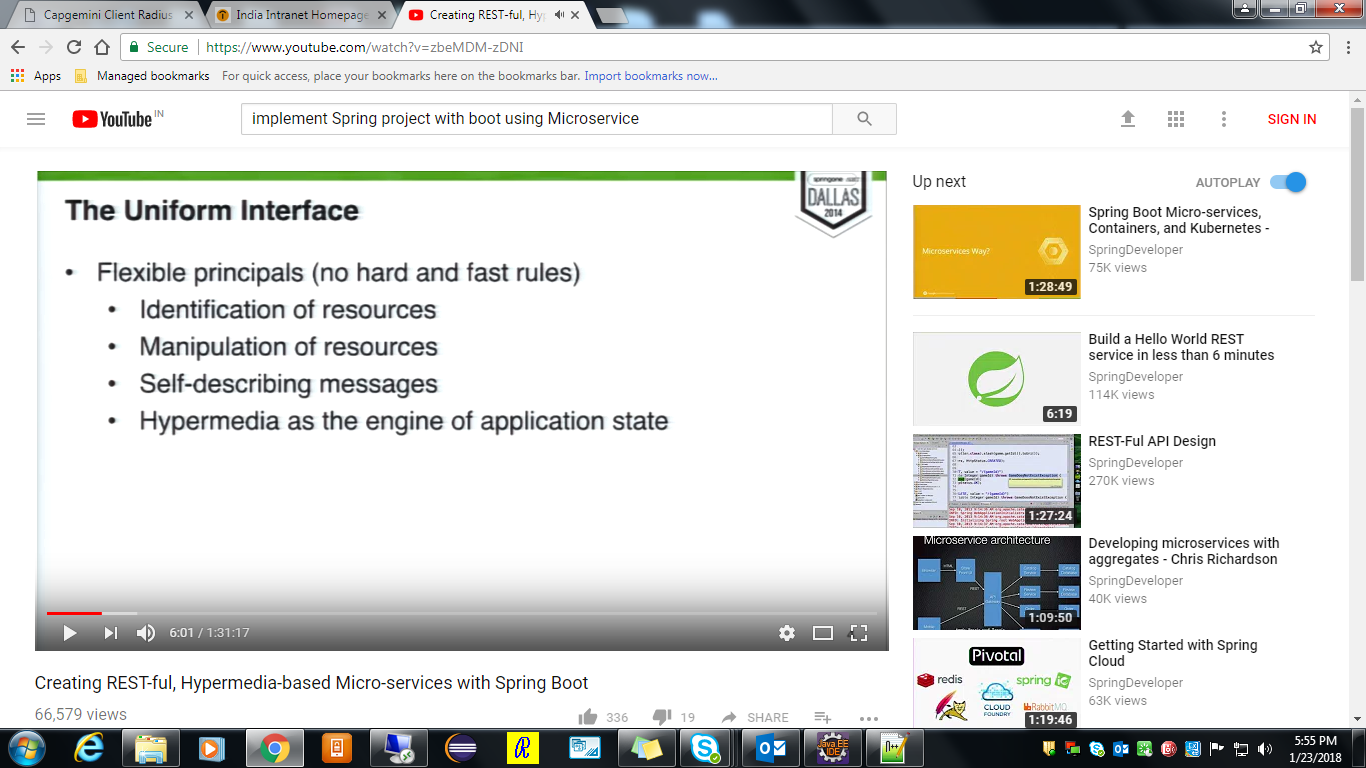 Capgemini Client Radius
India Intranet Homepage
Creating REST-ful, Hyp
Secure
https://www.youtube.com/watch?v=zbeMDM-zDNI
Apps
Managed bookmarks
For quick access, place your bookmarks here on the bookmarks bar. Import bookmarks now...
YouTube IN
implement Spring project with boot using Microservice
SIGN IN
DALLAS
2014
The Uniform Interface
• Flexible principals (no hard and fast rules)
• Identification of resources
• Manipulation of resources
• Self-describing messages
• Hypermedia as the engine of application state
6:01 / 1:31:17
Creating REST-ful, Hypermedia-based Micro-services with Spring Boot
66,579 views
336
19
SHARE
Up next
AUTOPLAY
Microservices Way?
1:28:49
Spring Boot Micro-services,
Containers, and Kubernetes -
SpringDeveloper
75K views
6:19
Build a Hello World REST
service in less than 6 minutes
SpringDeveloper
114K views
1:27:24
REST-Ful API Design
SpringDeveloper
270K views
Microservice architecture
1:09:50
Developing microservices with
aggregates - Chris Richardson
SpringDeveloper
40K views
Pivotal
redis
spring
CLOUD
FOUNDRY
RabbitMQ
1:19:46
Getting Started with Spring
Cloud
SpringDeveloper
63K views
Java EE
IDE
5:55 PM
1/23/2018